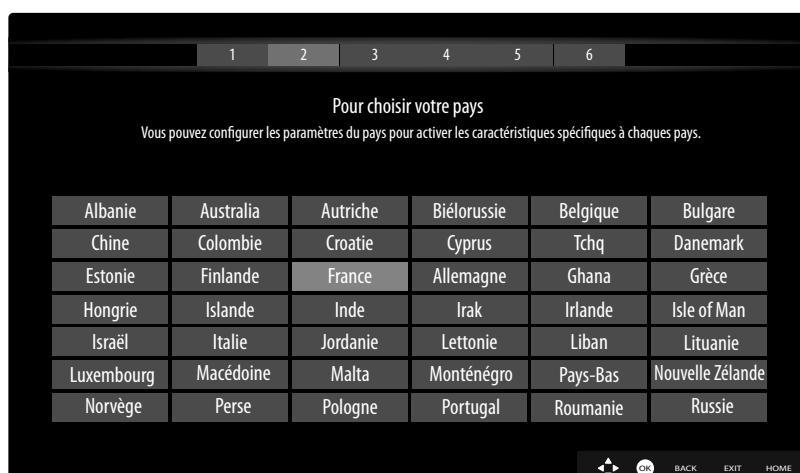 1 2 3 4 5 6
Pour choisir votre pays
Vous pouvez configurer les paramètres du pays pour activer les caractéristiques spécifiques à chaques pays.
Albanie Australia Autriche Biélorussie Belgique Bulgare
Chine Colombie Croatie Cyprus Tchq Danemark
Estonie Finlande France Allemagne Ghana Grèce
Hongrie Islande Inde Irak Irlande Isle of Man
Israël Italie Jordanie Lettonie Liban Lituanie
Luxembourg Macédoine Malta Monténégro Pays-Bas Nouvelle Zélande
Norvège Perse Pologne Portugal Roumanie Russie
OK BACK EXIT HOME